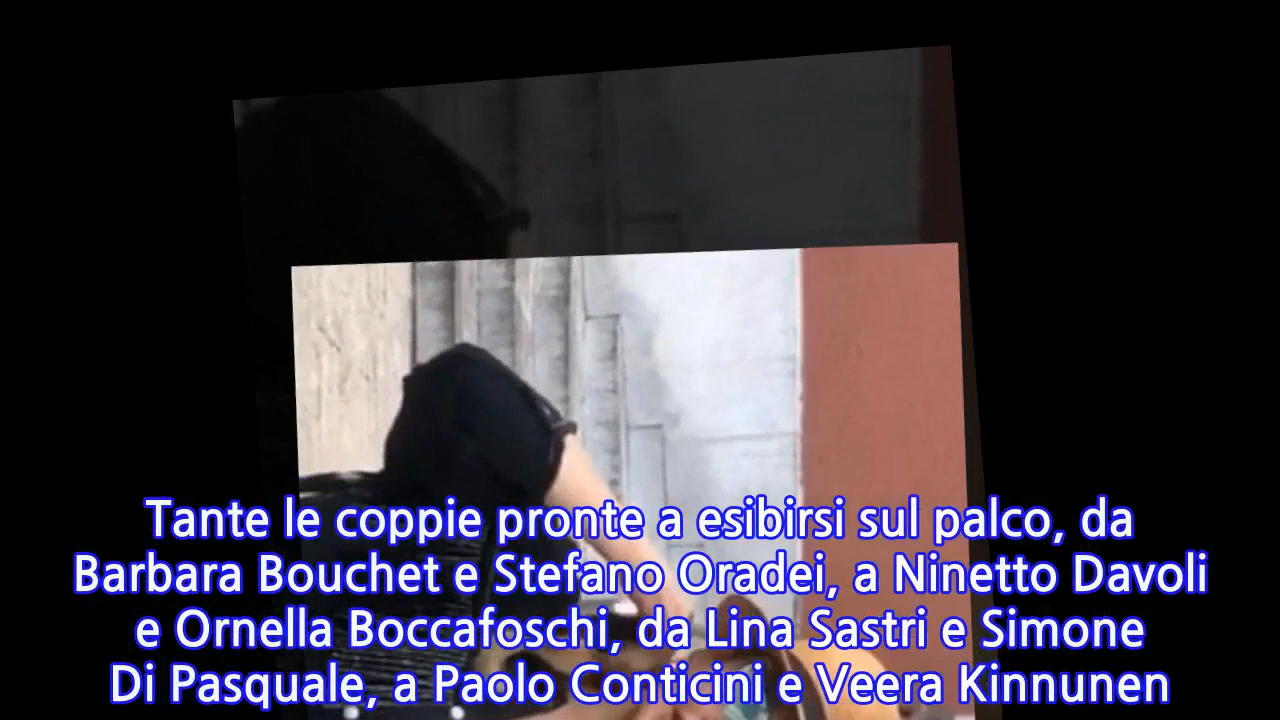 Tante le coppie pronte a esibirsi sul palco, da
Barbara Bouchet e Stefano Oradei, a Ninetto Davoli
e Ornella Boccafoschi, da Lina Sastri e Simone
Di Pasquale, a Paolo Conticini e Veera Kinnunen